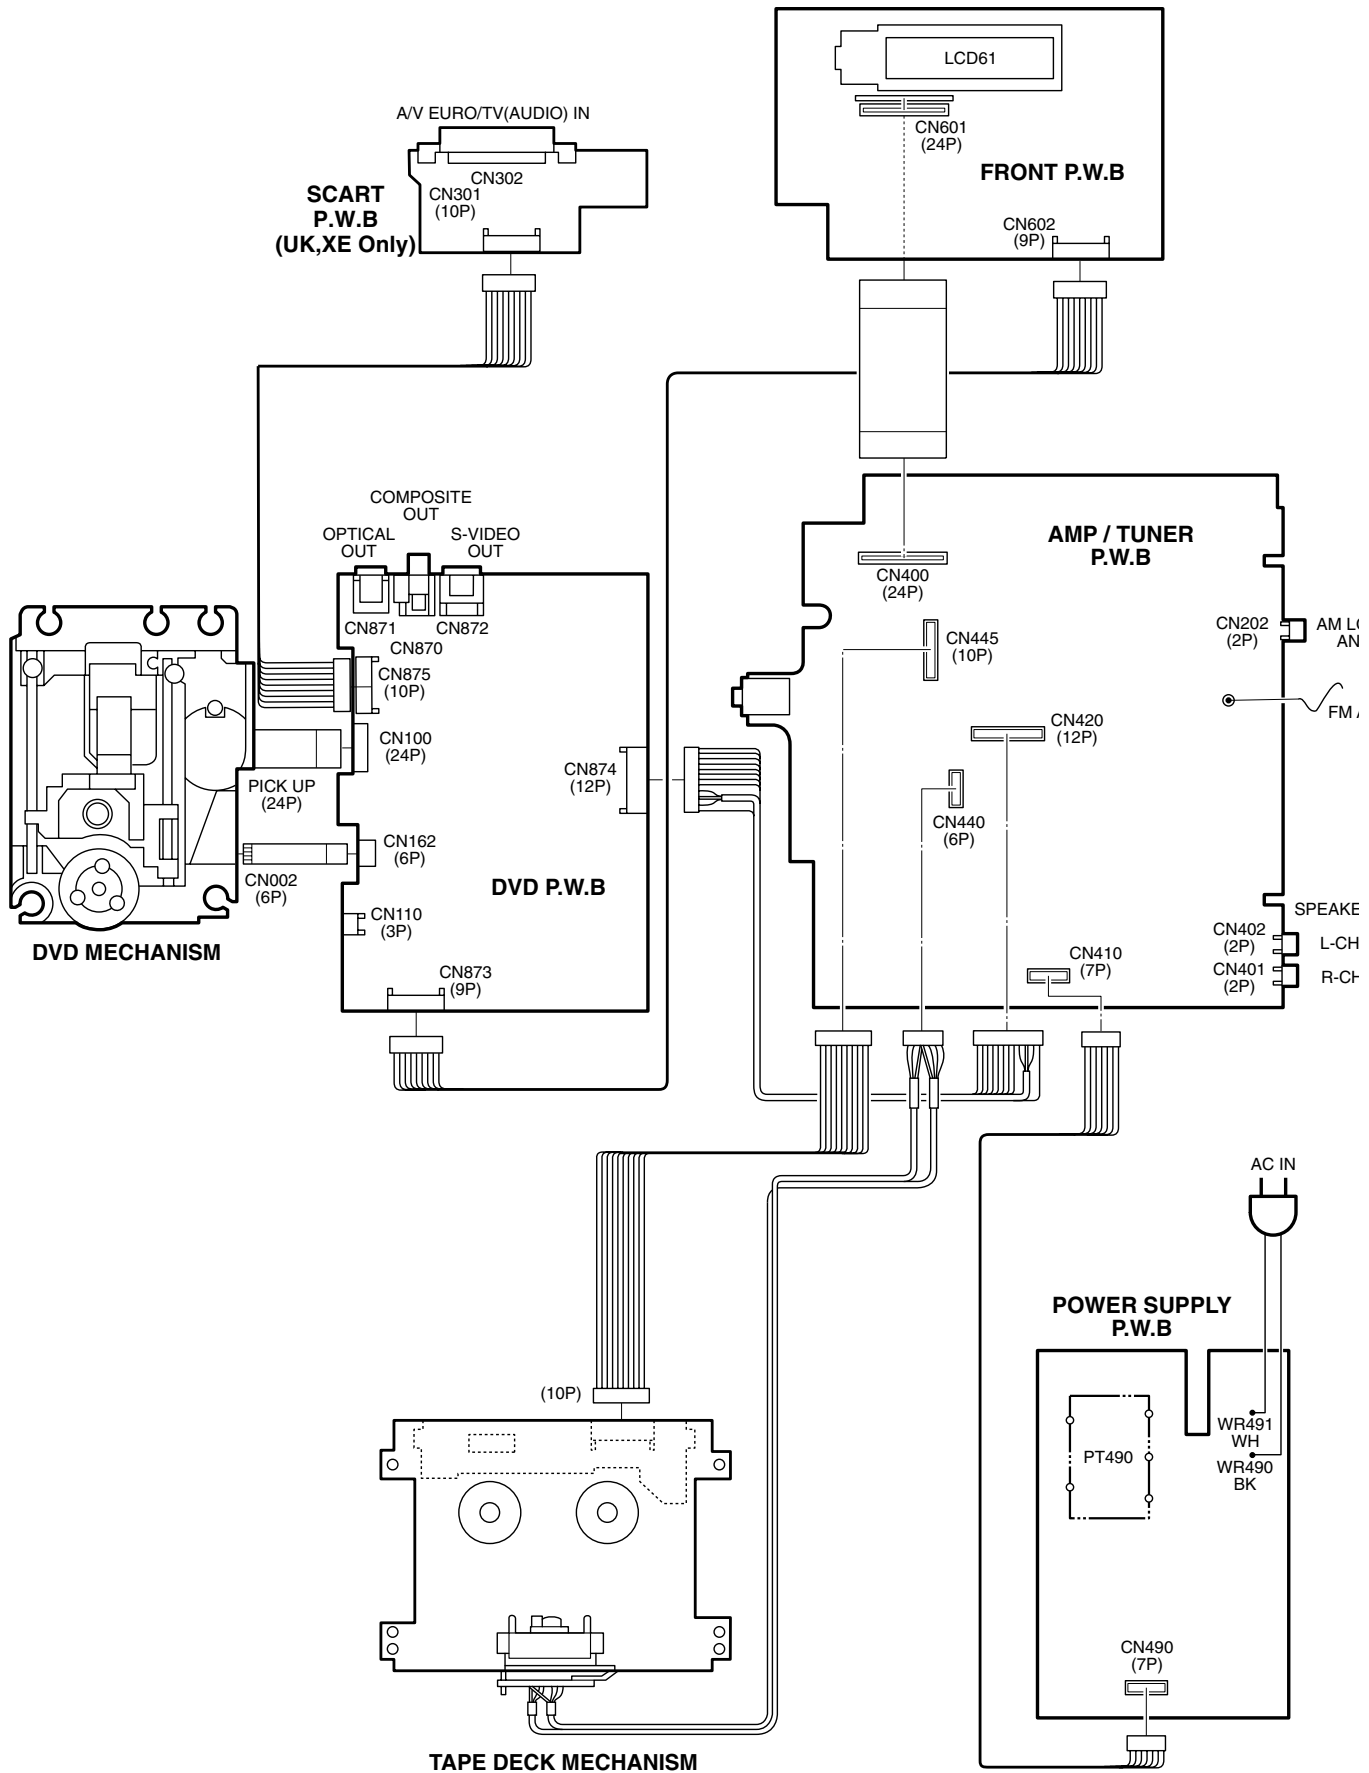 LCD61
CN601
(24P)
FRONT P.W.B
CN602
(9P)
A/V EURO/TV(AUDIO) IN
CN302
CN301
(10P)
SCART
P.W.B
(UK,XE Only)
COMPOSITE
OUT
OPTICAL
OUT
S-VIDEO
OUT
CN871
CN872
CN870
CN875
(10P)
CN100
(24P)
PICK UP
(24P)
CN874
(12P)
CN162
(6P)
CN002
(6P)
DVD P.W.B
CN110
(3P)
CN873
(9P)
DVD MECHANISM
AMP / TUNER
P.W.B
CN400
(24P)
CN445
(10P)
CN202
(2P)
AM
CN420
(12P)
FM
CN440
(6P)
CN410
(7P)
CN402
(2P)
L-CH
CN401
(2P)
R-CH
AC IN
POWER SUPPLY
P.W.B
WR491
WH
WR490
BK
PT490
CN490
(7P)
(10P)
TAPE DECK MECHANISM